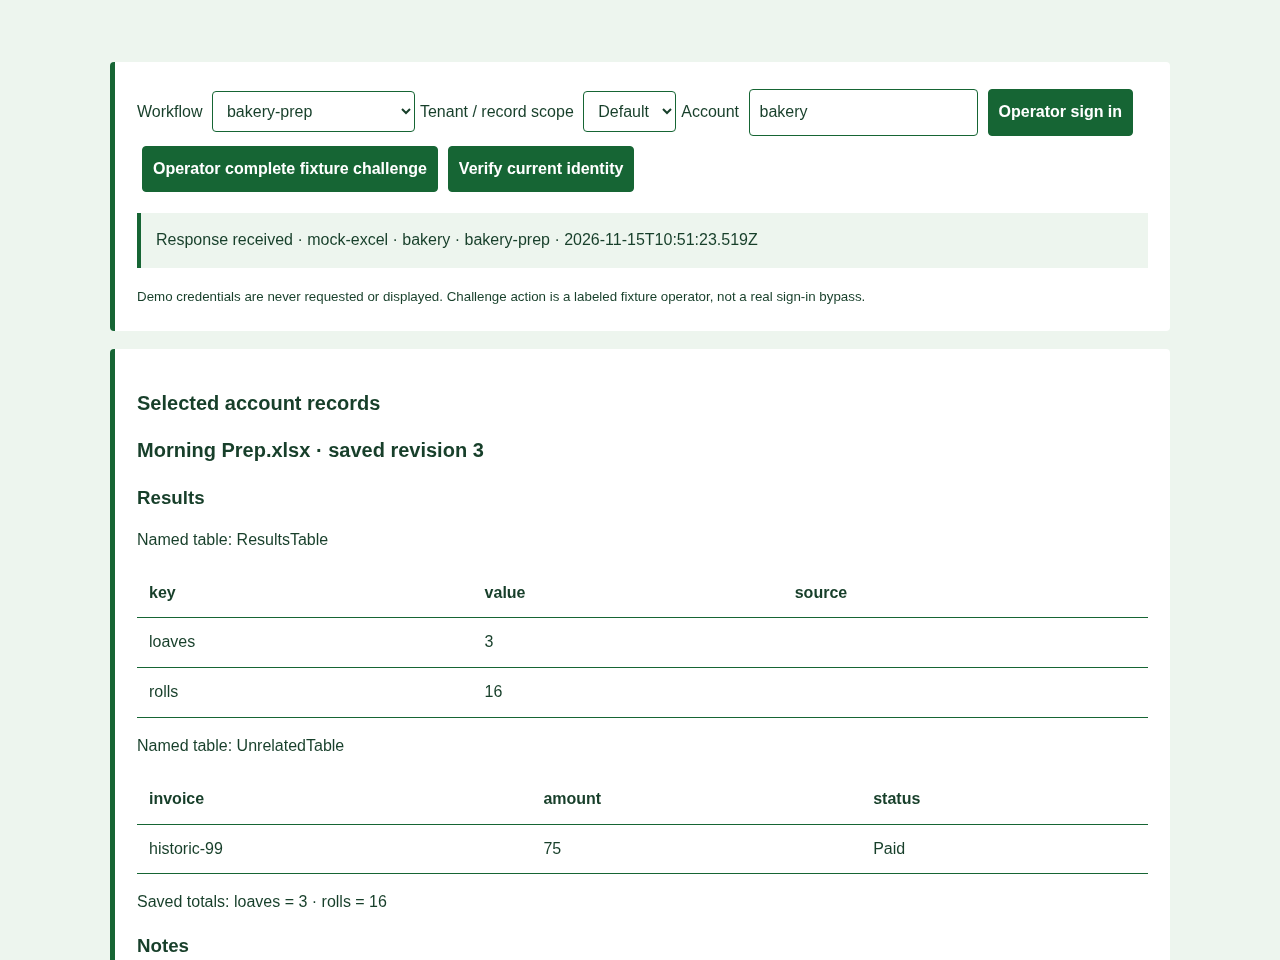 Workflow bakery-prep Tenant / record scope Default Account bakery Operator sign in
Operator complete fixture challenge Verify current identity
Response received · mock-excel · bakery · bakery-prep · 2026-11-15T10:51:23.519Z
Demo credentials are never requested or displayed. Challenge action is a labeled fixture operator, not a real sign-in bypass.
Selected account records
Morning Prep.xlsx · saved revision 3
Results
Named table: ResultsTable
key value source
loaves 3
rolls 16
Named table: UnrelatedTable
invoice amount status
historic-99 75 Paid
Saved totals: loaves = 3 · rolls = 16
Notes